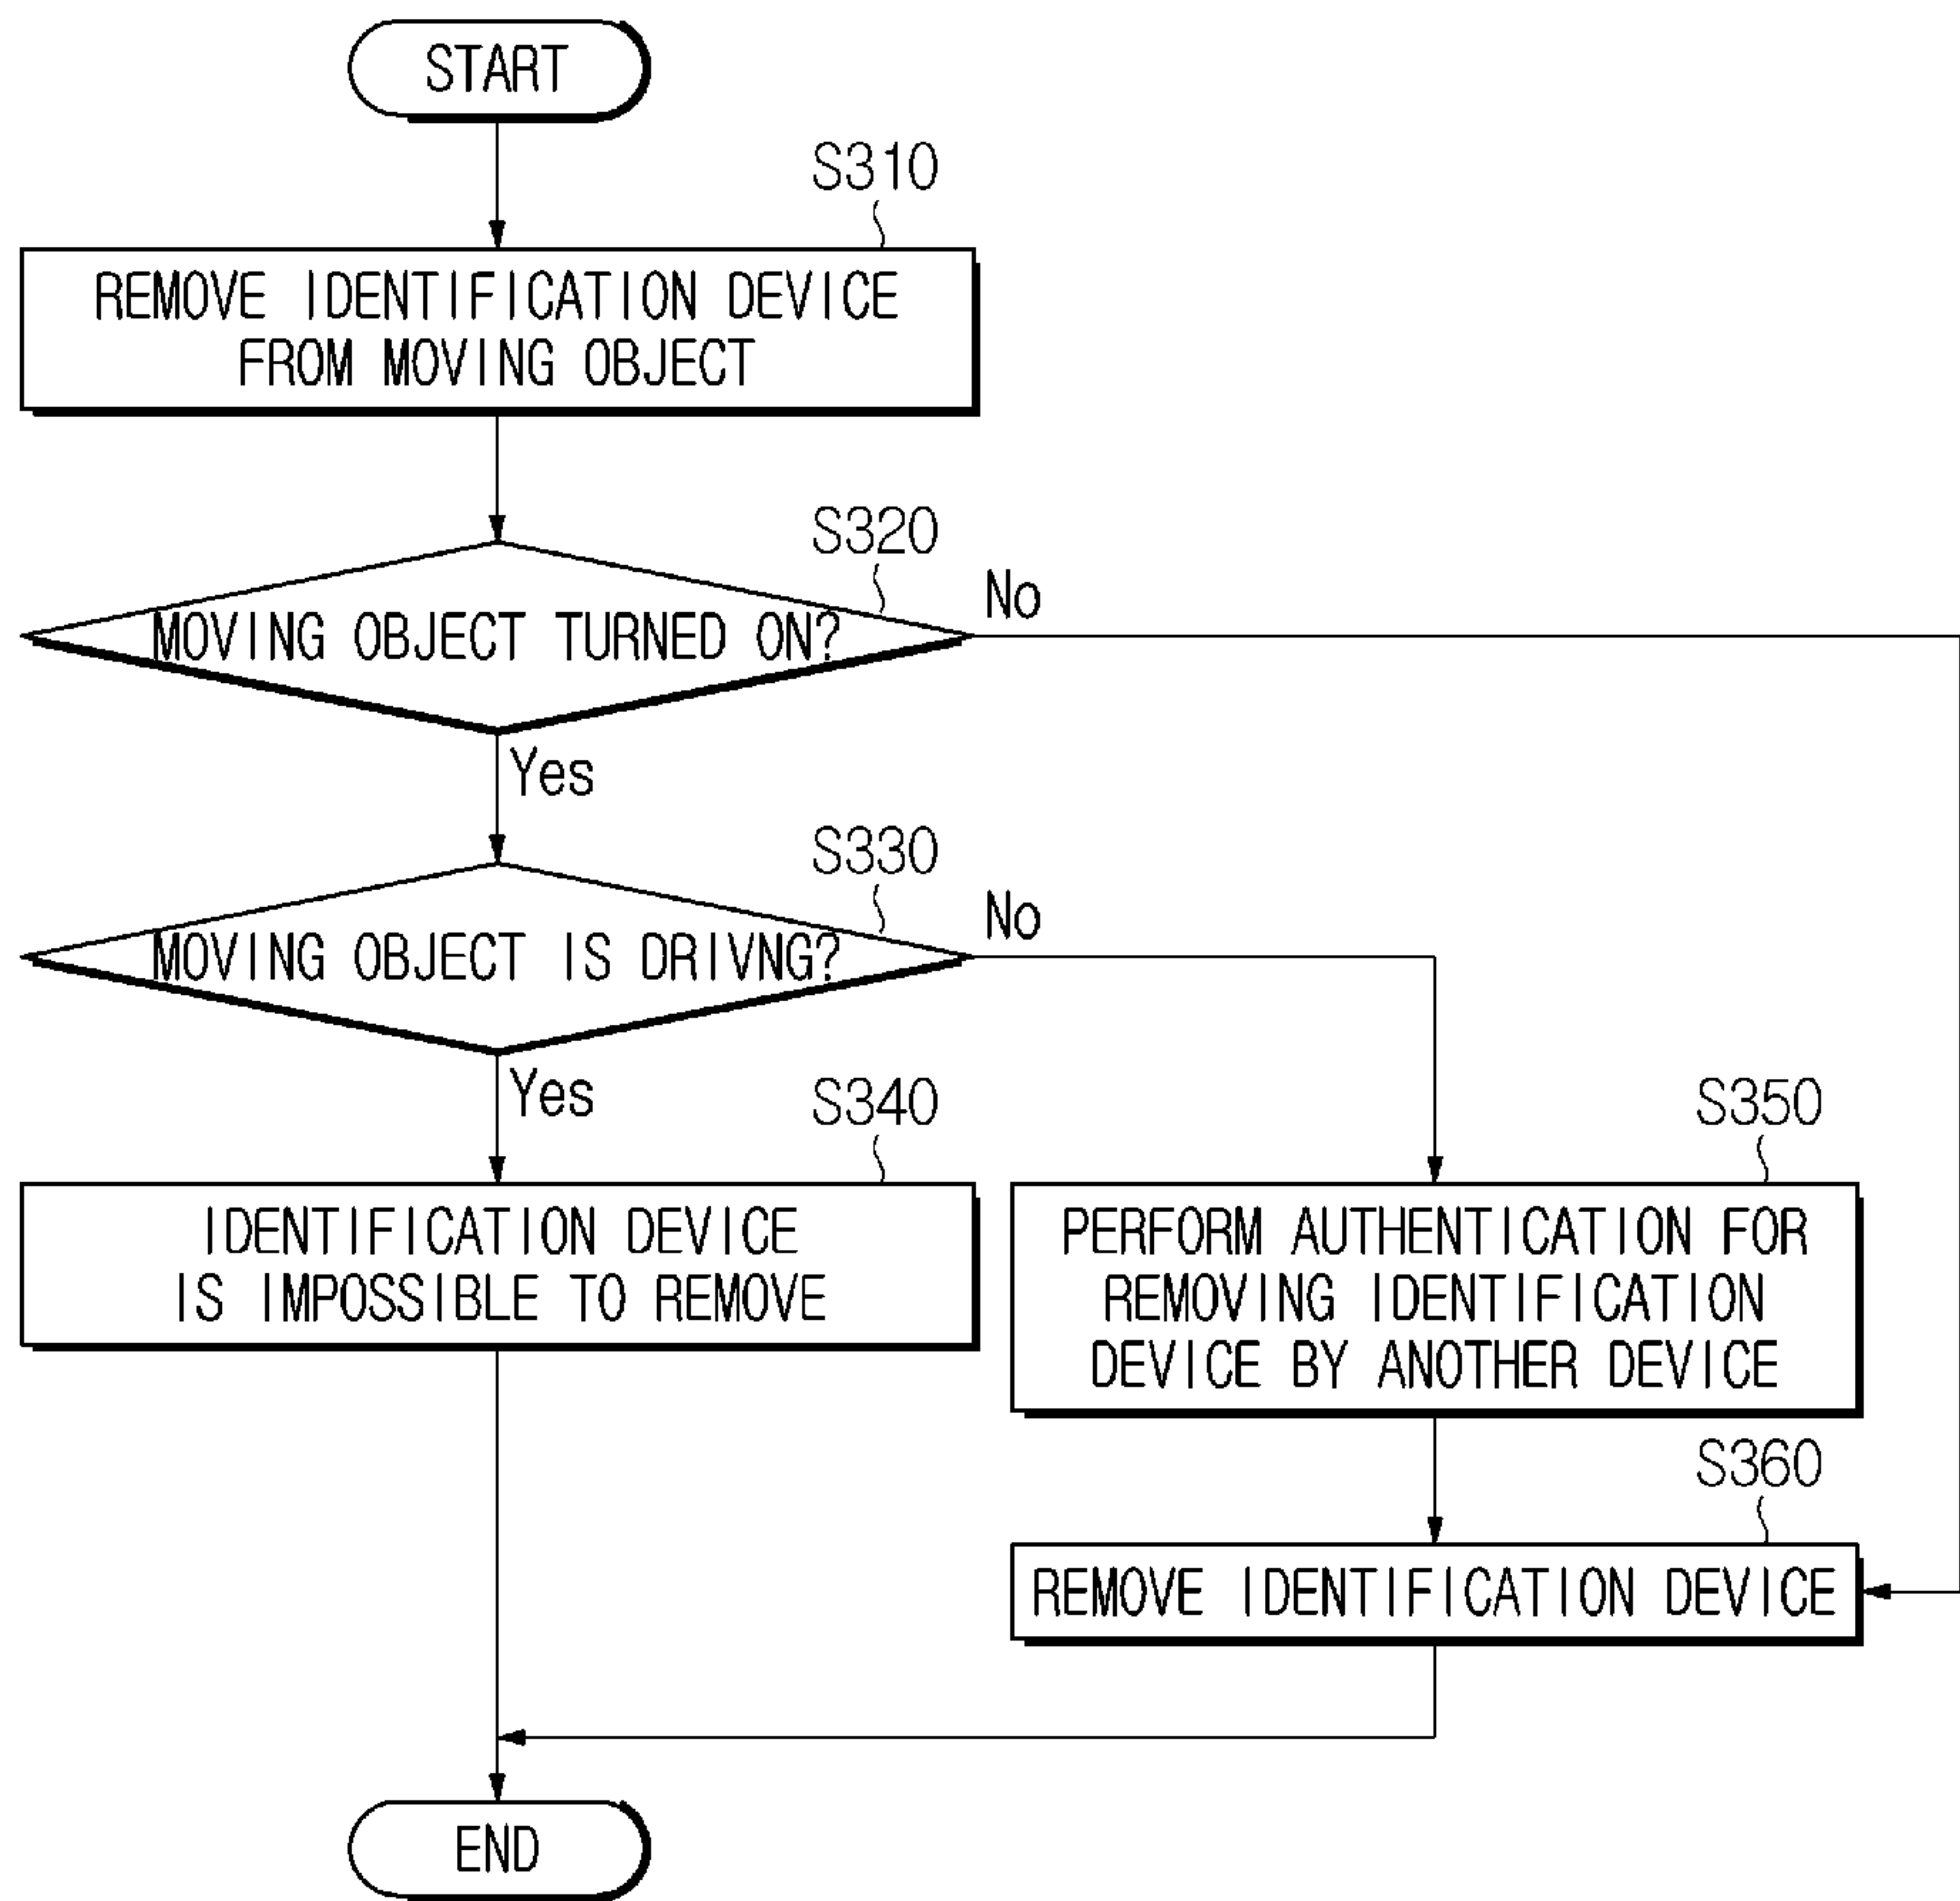 START
S310
REMOVE IDENTIFICATION DEVICE
FROM MOVING OBJECT
S320
MOVING OBJECT TURNED ON?
No
Yes
S330
MOVING OBJECT IS DRIVNG?
No
Yes
S340
IDENTIFICATION DEVICE
IS IMPOSSIBLE TO REMOVE
S350
PERFORM AUTHENTICATION FOR
REMOVING IDENTIFICATION
DEVICE BY ANOTHER DEVICE
S360
REMOVE IDENTIFICATION DEVICE
END